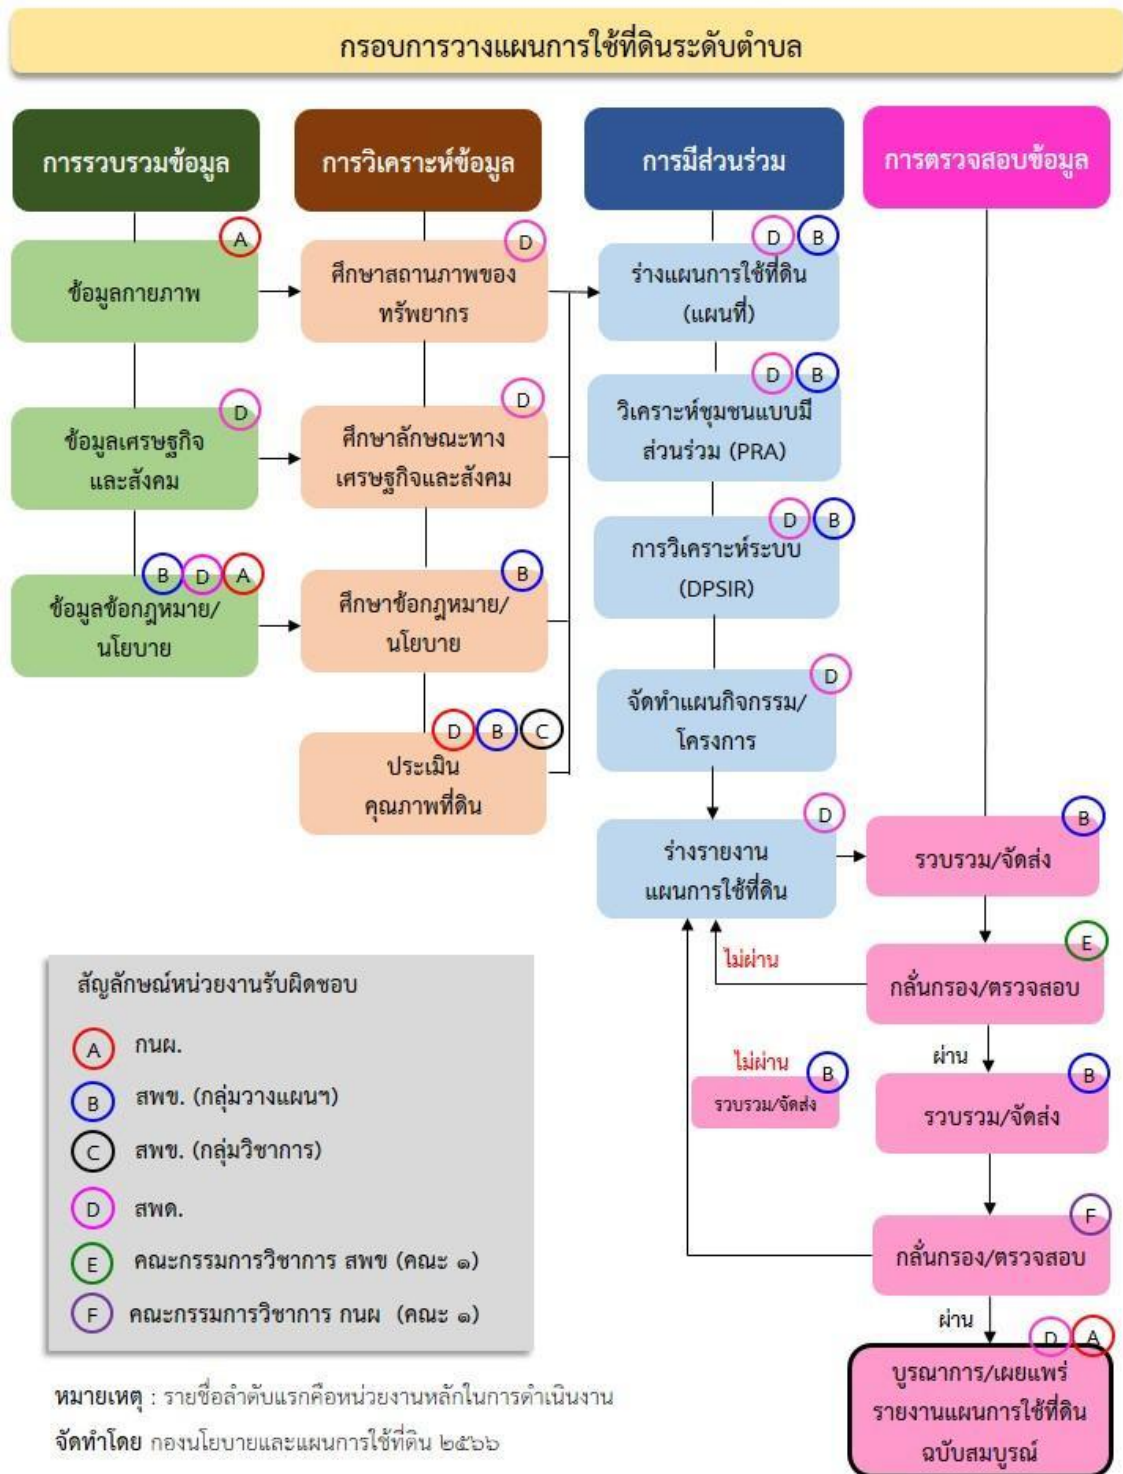 กรอบการวางแผนการใช้ที่ดินระดับตำบล
การรวบรวมข้อมูล
การวิเคราะห์ข้อมูล
การมีส่วนร่วม
การตรวจสอบข้อมูล
A
ข้อมูลกายภาพ
D
ข้อมูลเศรษฐกิจ
และสังคม
B D A
ข้อมูลข้อกฎหมาย/
นโยบาย
D
ศึกษาสถานภาพของ
ทรัพยากร
D
ศึกษาลักษณะทาง
เศรษฐกิจและสังคม
B
ศึกษาข้อกฎหมาย/
นโยบาย
D B C
ประเมิน
คุณภาพที่ดิน
D B
ร่างแผนการใช้ที่ดิน
(แผนที่)
D B
วิเคราะห์ชุมชนแบบมี
ส่วนร่วม (PRA)
D B
การวิเคราะห์ระบบ
(DPSIR)
D
จัดทำแผนกิจกรรม/
โครงการ
D
ร่างรายงาน
แผนการใช้ที่ดิน
B
รวบรวม/จัดส่ง
E
กลั่นกรอง/ตรวจสอบ
ไม่ผ่าน
ผ่าน
B
รวบรวม/จัดส่ง
ไม่ผ่าน
B
รวบรวม/จัดส่ง
F
กลั่นกรอง/ตรวจสอบ
ผ่าน
D A
บูรณาการ/เผยแพร่
รายงานแผนการใช้ที่ดิน
ฉบับสมบูรณ์
สัญลักษณ์หน่วยงานรับผิดชอบ
A กนผ.
B สพข. (กลุ่มวางแผนฯ)
C สพข. (กลุ่มวิชาการ)
D สพด.
E คณะกรรมการวิชาการ สพข (คณะ ๑)
F คณะกรรมการวิชาการ กนผ (คณะ ๑)
หมายเหตุ : รายชื่อลำดับแรกคือหน่วยงานหลักในการดำเนินงาน
จัดทำโดย กองนโยบายและแผนการใช้ที่ดิน ๒๕๖๖